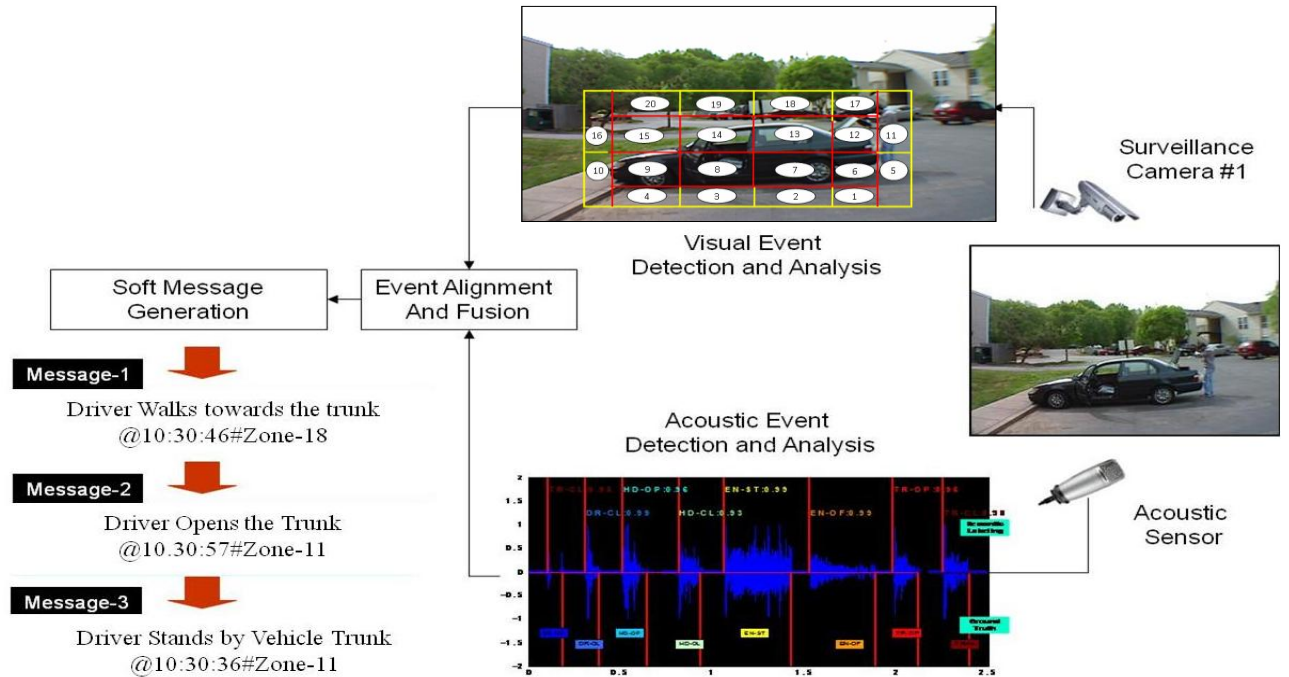 20 19 18 17
16 15 14 13 12 11
10 9 8 7 6 5
4 3 2 1
Surveillance
Camera #1
Visual Event
Detection and Analysis
Soft Message
Generation
Event Alignment
And Fusion
Message-1
Driver Walks towards the trunk
@10:30:46#Zone-18
Message-2
Driver Opens the Trunk
@10.30:57#Zone-11
Message-3
Driver Stands by Vehicle Trunk
@10:30:36#Zone-11
Acoustic Event
Detection and Analysis
Acoustic
Sensor
2
1.5
1
0.5
0
-0.5
-1
-1.5
-2
HD-OP:0.96 EN-ST:0.99 TR-OP:0.96
DR-CL:0.99 HD-CL:0.93 EN-OF:0.99
Ground
Truth
DR-CL HD-OP HD-CL EN-ST EN-OF TR-OP
0 0.5 1 1.5 2 2.5